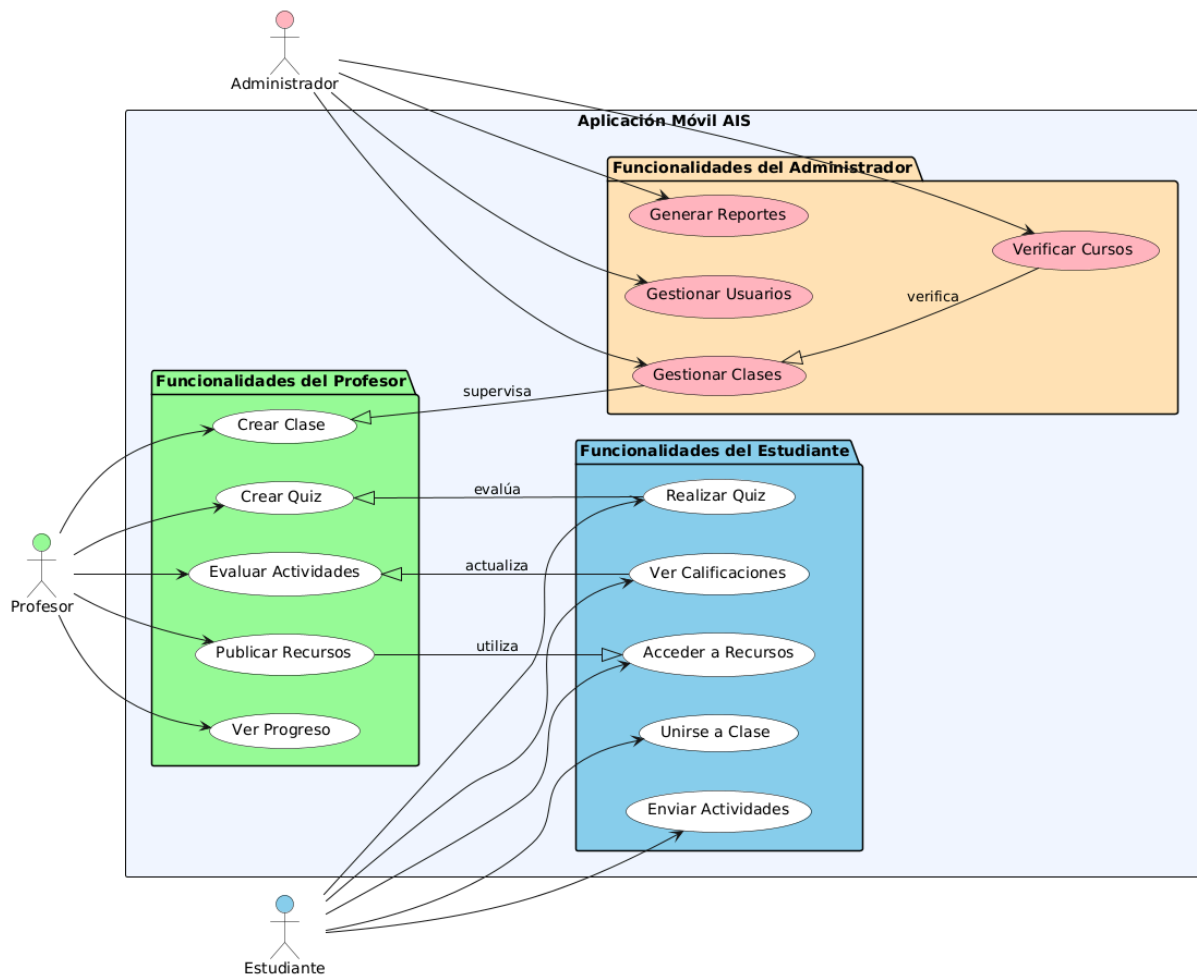 Administrador
Aplicación Móvil AIS
Funcionalidades del Administrador
Generar Reportes
Verificar Cursos
Gestionar Usuarios
verifica
Gestionar Clases
Funcionalidades del Profesor
supervisa
Crear Clase
Funcionalidades del Estudiante
Crear Quiz
evalúa
Realizar Quiz
Evaluar Actividades
actualiza
Ver Calificaciones
Profesor
Publicar Recursos
utiliza
Acceder a Recursos
Ver Progreso
Unirse a Clase
Enviar Actividades
Estudiante